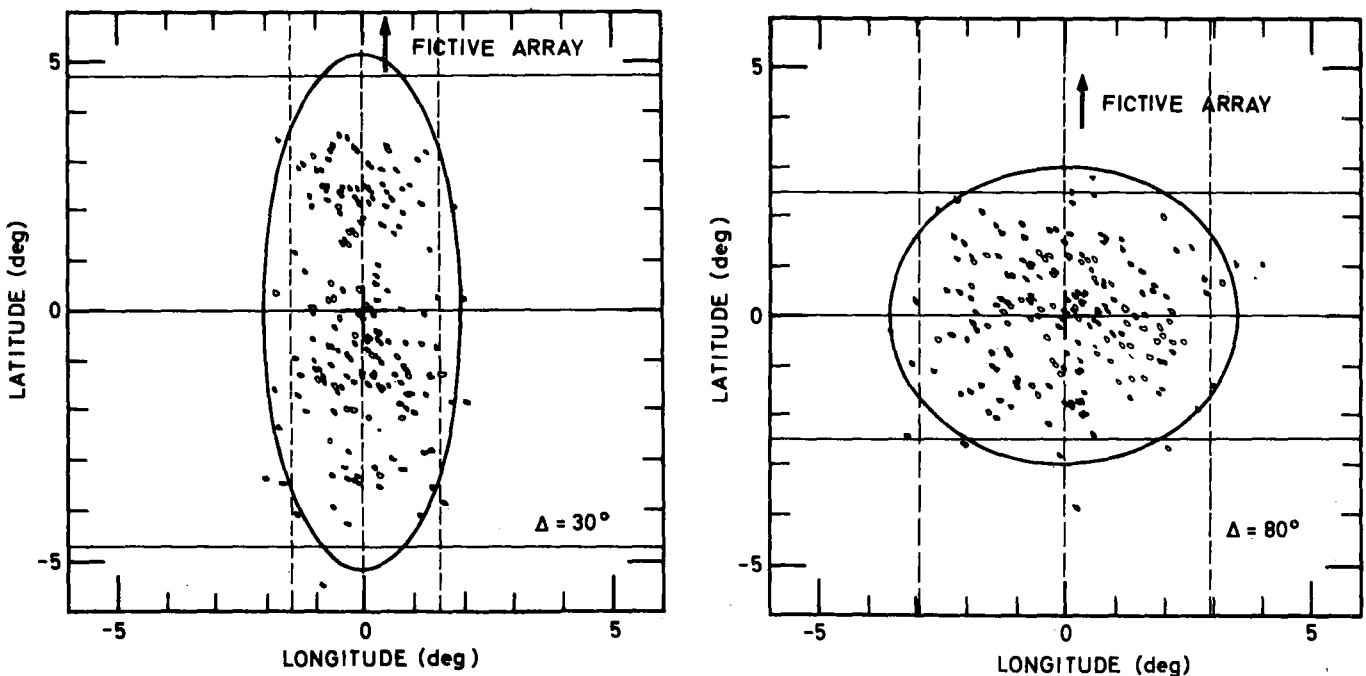 FICTIVE ARRAY
5
0
-5
LATITUDE (deg)
Δ = 30°
-5 0 5
LONGITUDE (deg)
FICTIVE ARRAY
5
0
-5
LATITUDE (deg)
Δ = 80°
-5 0 5
LONGITUDE (deg)